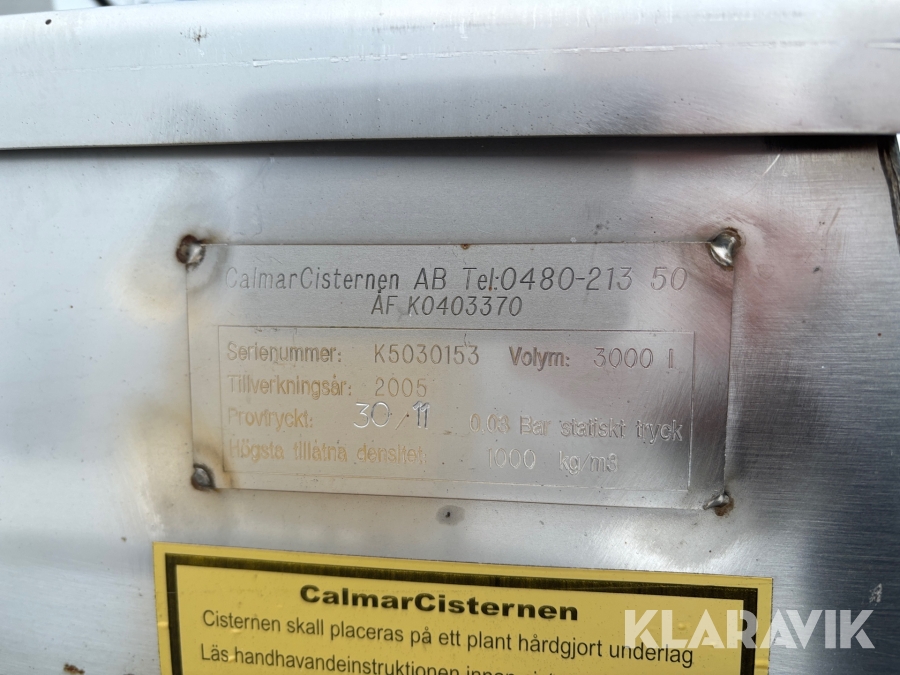 CalmarCisternen AB Tel:0480-213 50
AF K0403370
Serienummer: K5030153 Volym: 3000 l
Tillverkningsår: 2005
Provtryckt: 30/11 0.03 Bar statiskt tryck
Högsta tillåtna densitet: 1000 kg/m3
CalmarCisternen
Cisternen skall placeras på ett plant hårdgjort underlag
Läs handhavandeinstruktionen innan
KLARAVIK